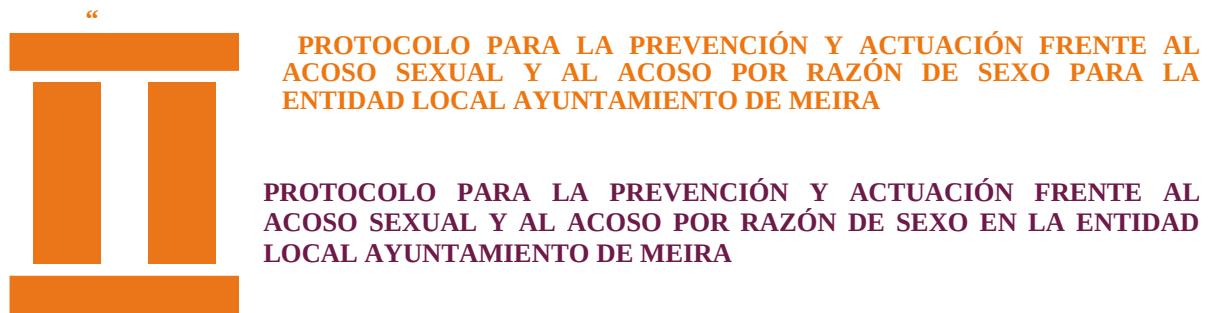 “
PROTOCOLO PARA LA PREVENCIÓN Y ACTUACIÓN FRENTE AL
ACOSO SEXUAL Y AL ACOSO POR RAZÓN DE SEXO PARA LA
ENTIDAD LOCAL AYUNTAMIENTO DE MEIRA
PROTOCOLO PARA LA PREVENCIÓN Y ACTUACIÓN FRENTE AL
ACOSO SEXUAL Y AL ACOSO POR RAZÓN DE SEXO EN LA ENTIDAD
LOCAL AYUNTAMIENTO DE MEIRA